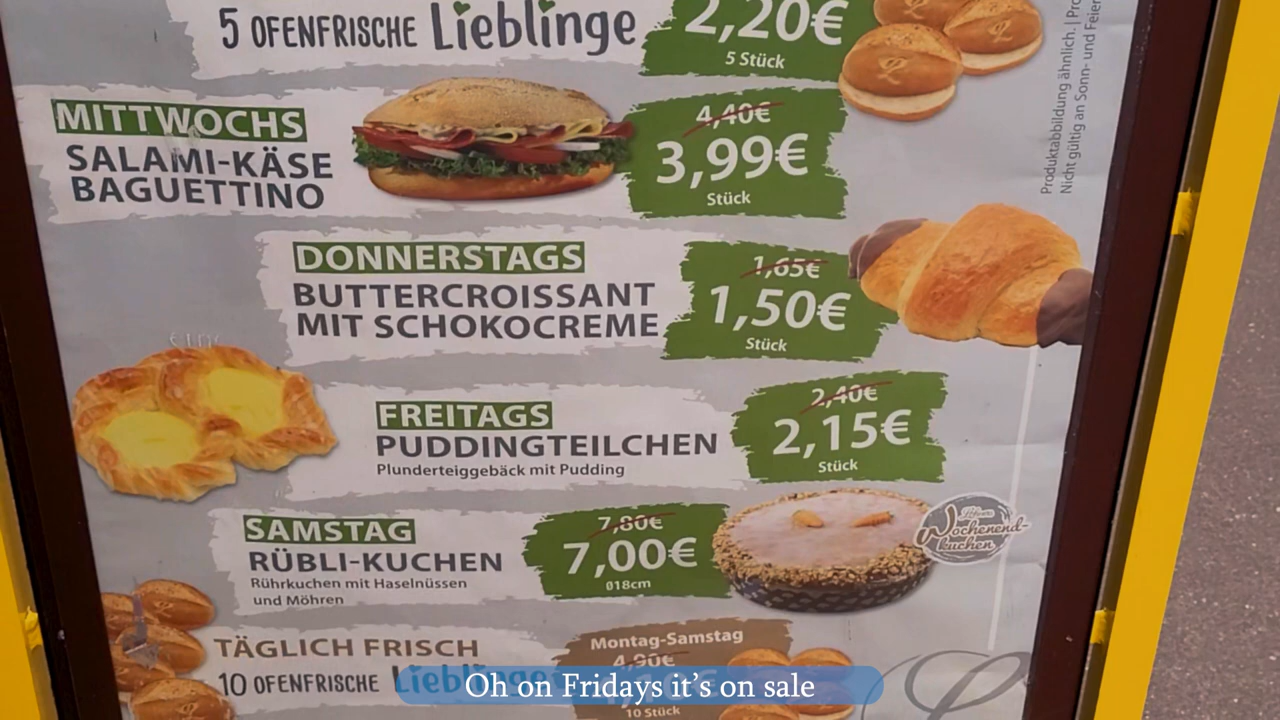 5 OFENFRISCHE Lieblinge
2,20€
5 Stück
MITTWOCHS
SALAMI-KÄSE
BAGUETTINO
4,40€
3,99€
Stück
DONNERSTAGS
BUTTERCROISSANT
MIT SCHOKOCREME
1,65€
1,50€
Stück
FREITAGS
PUDDINGTEILCHEN
Plunderteiggebäck mit Pudding
2,40€
2,15€
Stück
SAMSTAG
RÜBLI-KUCHEN
Rührkuchen mit Haselnüssen
und Möhren
7,80€
7,00€
ø18cm
Wochenend-
kuchen
TÄGLICH FRISCH
10 OFENFRISCHE Lieblinge
Montag-Samstag
4,90€
10 Stück
Produktabbildung ähnlich. |
Nicht gültig an Sonn- und
Oh on Fridays it’s on sale